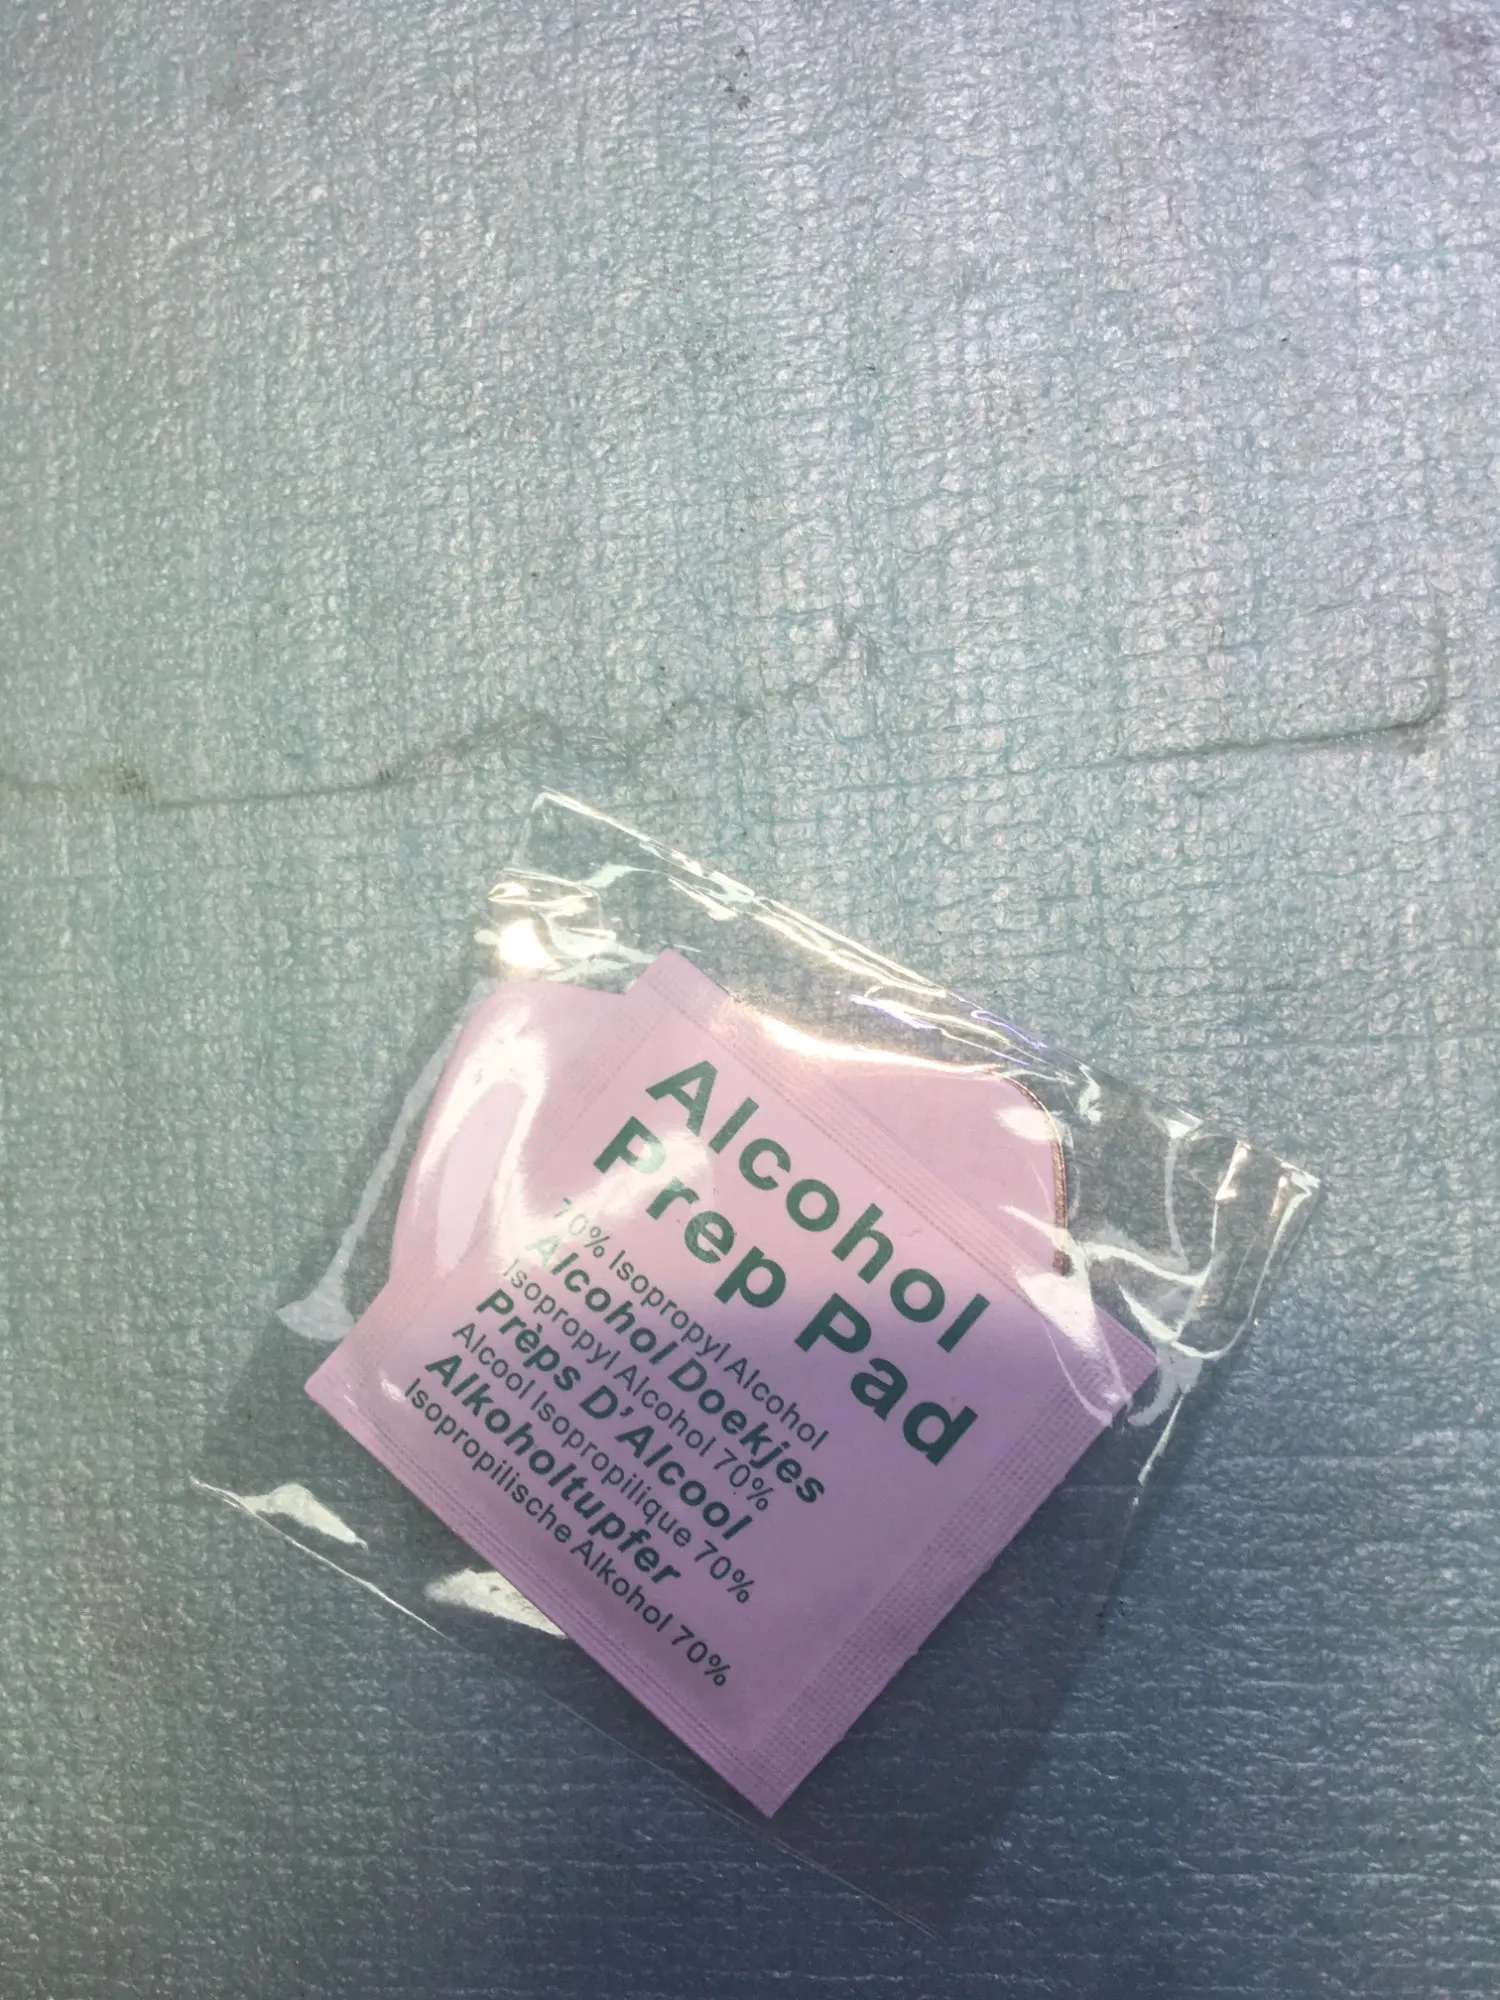 Alcohol
Prep Pad
70% Isopropyl Alcohol
Alcohol Doekjes
Isopropyl Alcohol 70%
Prèps D'Alcool
Alcool Isopropilique 70%
Alkoholtupfer
Isopropilische Alkohol 70%